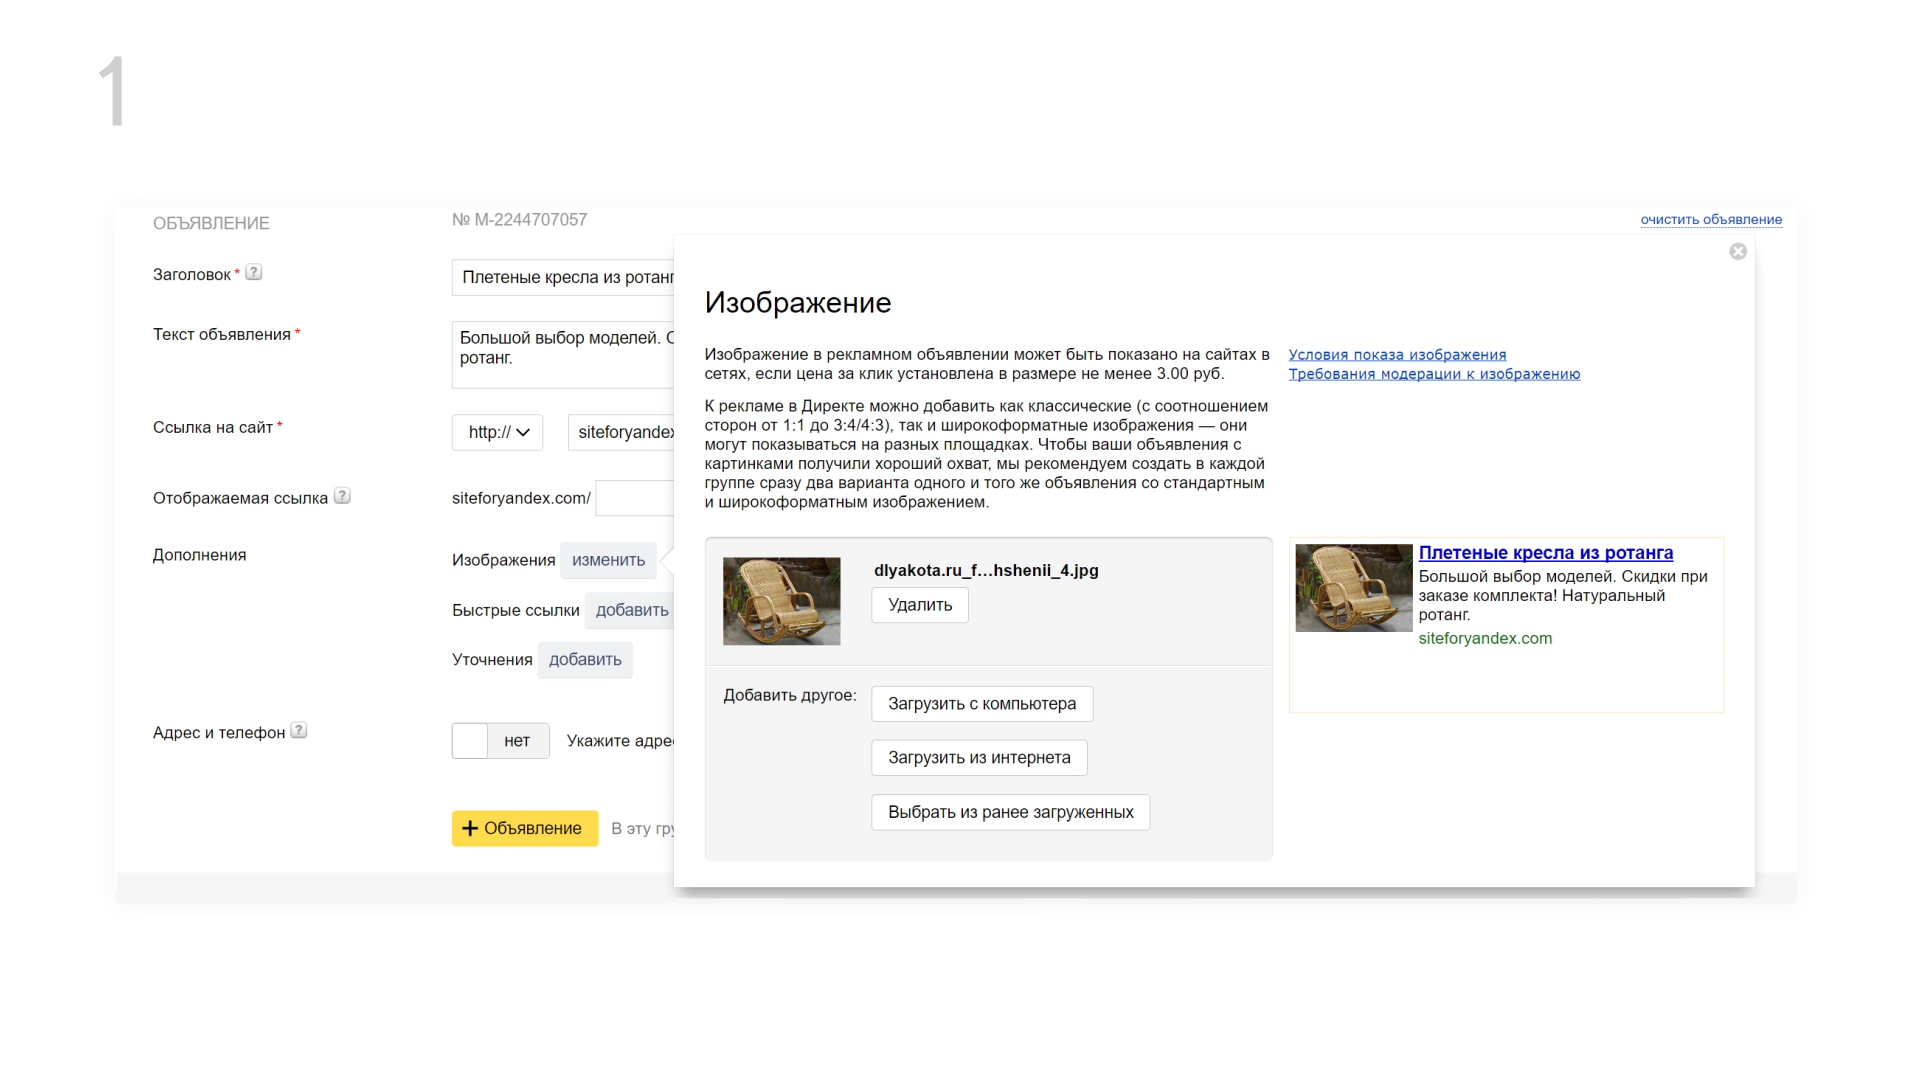 1
ОБЪЯВЛЕНИЕ
№ М-2244707057
очистить объявление
Заголовок * ?
Плетеные кресла из ротанг
Текст объявления *
Большой выбор моделей. С
ротанг.
Ссылка на сайт *
http://
siteforyandex
Отображаемая ссылка ?
siteforyandex.com/
Дополнения
Изображения изменить
Быстрые ссылки добавить
Уточнения добавить
Адрес и телефон ?
нет
Укажите адре
+ Объявление
В эту гру
Изображение
Изображение в рекламном объявлении может быть показано на сайтах в
сетях, если цена за клик установлена в размере не менее 3.00 руб.
К рекламе в Директе можно добавить как классические (с соотношением
сторон от 1:1 до 3:4/4:3), так и широкоформатные изображения — они
могут показываться на разных площадках. Чтобы ваши объявления с
картинками получили хороший охват, мы рекомендуем создать в каждой
группе сразу два варианта одного и того же объявления со стандартным
и широкоформатным изображением.
Условия показа изображения
Требования модерации к изображению
dlyakota.ru_f...hshenii_4.jpg
Удалить
Добавить другое:
Загрузить с компьютера
Загрузить из интернета
Выбрать из ранее загруженных
Плетеные кресла из ротанга
Большой выбор моделей. Скидки при
заказе комплекта! Натуральный
ротанг.
siteforyandex.com